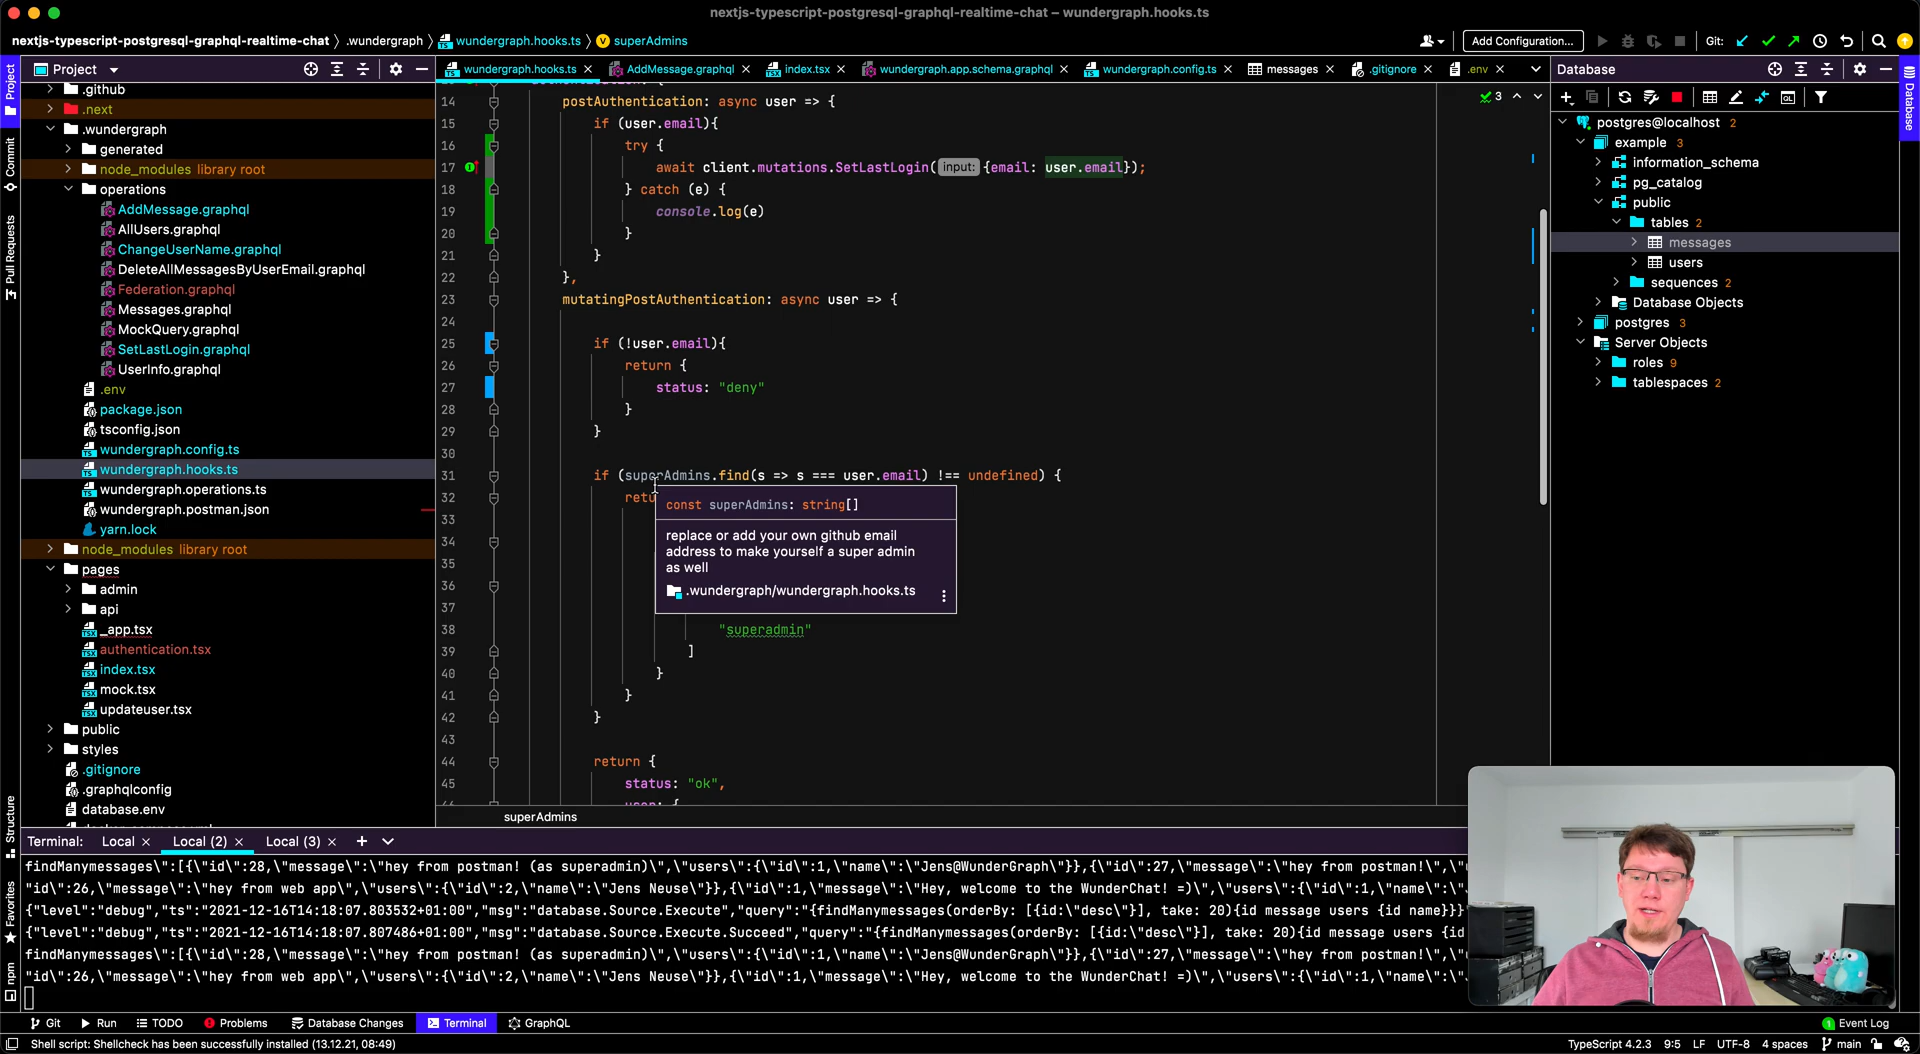 nextjs-typescript-postgresql-graphql-realtime-chat – wundergraph.hooks.ts
nextjs-typescript-postgresql-graphql-realtime-chat
.wundergraph
wundergraph.hooks.ts
superAdmins
Add Configuration...
Git:
Project
wundergraph.hooks.ts
AddMessage.graphql
index.tsx
wundergraph.app.schema.graphql
wundergraph.config.ts
messages
.gitignore
.env
Database
Project
Commit
Pull Requests
Structure
Favorites
npm
Database
.github
.next
.wundergraph
generated
node_modules library root
operations
AddMessage.graphql
AllUsers.graphql
ChangeUserName.graphql
DeleteAllMessagesByUserEmail.graphql
Federation.graphql
Messages.graphql
MockQuery.graphql
SetLastLogin.graphql
UserInfo.graphql
.env
package.json
tsconfig.json
wundergraph.config.ts
wundergraph.hooks.ts
wundergraph.operations.ts
wundergraph.postman.json
yarn.lock
node_modules library root
pages
admin
api
_app.tsx
authentication.tsx
index.tsx
mock.tsx
updateuser.tsx
public
styles
.gitignore
.graphqlconfig
database.env
3
14 postAuthentication: async user => {
15 if (user.email){
16 try {
17 await client.mutations.SetLastLogin( input: {email: user.email});
18 } catch (e) {
19 console.log(e)
20 }
21 }
22 },
23 mutatingPostAuthentication: async user => {
24
25 if (!user.email){
26 return {
27 status: "deny"
28 }
29 }
30
31 if (superAdmins.find(s => s === user.email) !== undefined) {
32 retu
33
34
35
36
37
38 "superadmin"
39 ]
40 }
41 }
42 }
43
44 return {
45 status: "ok",
user: {
const superAdmins: string[]
replace or add your own github email
address to make yourself a super admin
as well
.wundergraph/wundergraph.hooks.ts
superAdmins
postgres@localhost 2
example 3
information_schema
pg_catalog
public
tables 2
messages
users
sequences 2
Database Objects
postgres 3
Server Objects
roles 9
tablespaces 2
Terminal: Local Local (2) Local (3)
findManymessages\":[{\"id\":28,\"message\":\"hey from postman! (as superadmin)\",\"users\":{\"id\":1,\"name\":\"Jens@WunderGraph\"}},{\"id\":27,\"message\":\"hey from postman!\",\"u
"id\":26,\"message\":\"hey from web app\",\"users\":{\"id\":2,\"name\":\"Jens Neuse\"}},{\"id\":1,\"message\":\"Hey, welcome to the WunderChat! =)\",\"users\":{\"id\":1,\"name\":\"J
{"level":"debug","ts":"2021-12-16T14:18:07.803532+01:00","msg":"database.Source.Execute","query":"{findManymessages(orderBy: [{id:\"desc\"}], take: 20){id message users {id name}}}"
{"level":"debug","ts":"2021-12-16T14:18:07.807486+01:00","msg":"database.Source.Execute.Succeed","query":"{findManymessages(orderBy: [{id:\"desc\"}], take: 20){id message users {id
findManymessages\":[{\"id\":28,\"message\":\"hey from postman! (as superadmin)\",\"users\":{\"id\":1,\"name\":\"Jens@WunderGraph\"}},{\"id\":27,\"message\":\"hey from postman!\",\"u
"id\":26,\"message\":\"hey from web app\",\"users\":{\"id\":2,\"name\":\"Jens Neuse\"}},{\"id\":1,\"message\":\"Hey, welcome to the WunderChat! =)\",\"users\":{\"id\":1,\"name\":\"J
Git Run TODO Problems Database Changes Terminal GraphQL
1 Event Log
Shell script: Shellcheck has been successfully installed (13.12.21, 08:49)
TypeScript 4.2.3 9:5 LF UTF-8 4 spaces main